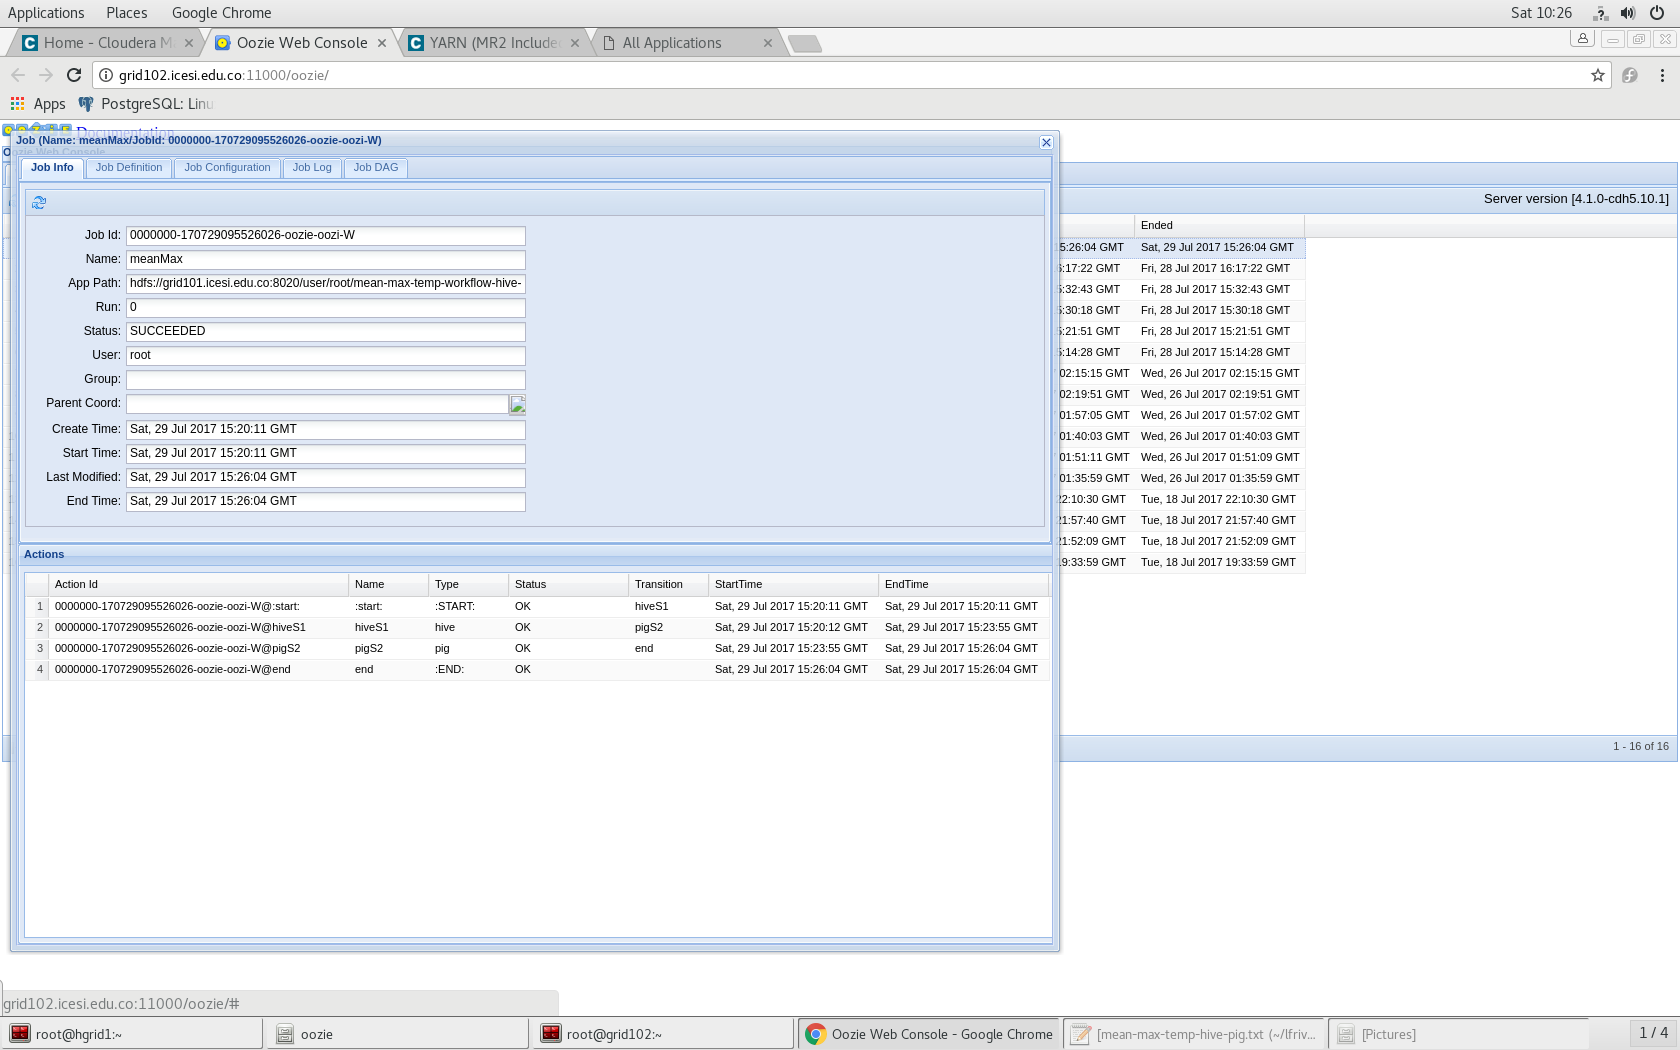 Applications Places Google Chrome Sat 10:26
Home - Cloudera M Oozie Web Console YARN (MR2 Include All Applications
grid102.icesi.edu.co:11000/oozie/
Apps PostgreSQL: Linu
Documentation
Job (Name: meanMax/JobId: 0000000-170729095526026-oozie-oozi-W)
Oozie Web Console
Job Info Job Definition Job Configuration Job Log Job DAG
Server version [4.1.0-cdh5.10.1]
Job Id: 0000000-170729095526026-oozie-oozi-W
Name: meanMax
App Path: hdfs://grid101.icesi.edu.co:8020/user/root/mean-max-temp-workflow-hive-
Run: 0
Status: SUCCEEDED
User: root
Group:
Parent Coord:
Create Time: Sat, 29 Jul 2017 15:20:11 GMT
Start Time: Sat, 29 Jul 2017 15:20:11 GMT
Last Modified: Sat, 29 Jul 2017 15:26:04 GMT
End Time: Sat, 29 Jul 2017 15:26:04 GMT
Ended
5:26:04 GMT Sat, 29 Jul 2017 15:26:04 GMT
6:17:22 GMT Fri, 28 Jul 2017 16:17:22 GMT
5:32:43 GMT Fri, 28 Jul 2017 15:32:43 GMT
5:30:18 GMT Fri, 28 Jul 2017 15:30:18 GMT
5:21:51 GMT Fri, 28 Jul 2017 15:21:51 GMT
5:14:28 GMT Fri, 28 Jul 2017 15:14:28 GMT
02:15:15 GMT Wed, 26 Jul 2017 02:15:15 GMT
02:19:51 GMT Wed, 26 Jul 2017 02:19:51 GMT
01:57:05 GMT Wed, 26 Jul 2017 01:57:02 GMT
01:40:03 GMT Wed, 26 Jul 2017 01:40:03 GMT
01:51:11 GMT Wed, 26 Jul 2017 01:51:09 GMT
01:35:59 GMT Wed, 26 Jul 2017 01:35:59 GMT
22:10:30 GMT Tue, 18 Jul 2017 22:10:30 GMT
21:57:40 GMT Tue, 18 Jul 2017 21:57:40 GMT
21:52:09 GMT Tue, 18 Jul 2017 21:52:09 GMT
19:33:59 GMT Tue, 18 Jul 2017 19:33:59 GMT
Actions
Action Id Name Type Status Transition StartTime EndTime
1 0000000-170729095526026-oozie-oozi-W@:start: :start: :START: OK hiveS1 Sat, 29 Jul 2017 15:20:11 GMT Sat, 29 Jul 2017 15:20:11 GMT
2 0000000-170729095526026-oozie-oozi-W@hiveS1 hiveS1 hive OK pigS2 Sat, 29 Jul 2017 15:20:12 GMT Sat, 29 Jul 2017 15:23:55 GMT
3 0000000-170729095526026-oozie-oozi-W@pigS2 pigS2 pig OK end Sat, 29 Jul 2017 15:23:55 GMT Sat, 29 Jul 2017 15:26:04 GMT
4 0000000-170729095526026-oozie-oozi-W@end end :END: OK Sat, 29 Jul 2017 15:26:04 GMT Sat, 29 Jul 2017 15:26:04 GMT
1 - 16 of 16
grid102.icesi.edu.co:11000/oozie/#
root@hgrid1:~ oozie root@grid102:~ Oozie Web Console - Google Chrome [mean-max-temp-hive-pig.txt (~/lfriv... [Pictures] 1 / 4